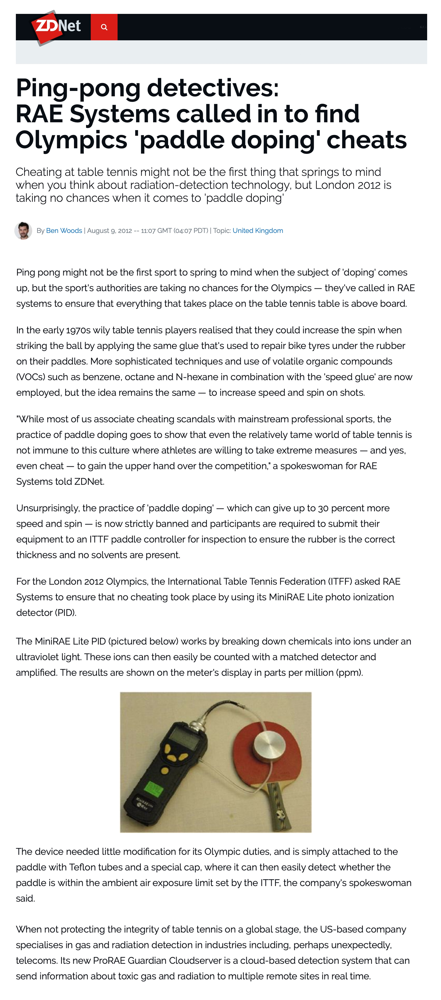 ZDNet
Ping-pong detectives:
RAE Systems called in to find
Olympics 'paddle doping' cheats
Cheating at table tennis might not be the first thing that springs to mind
when you think about radiation-detection technology, but London 2012 is
taking no chances when it comes to 'paddle doping'
By Ben Woods | August 9, 2012 -- 11:07 GMT (04:07 PDT) | Topic: United Kingdom
Ping pong might not be the first sport to spring to mind when the subject of 'doping' comes
up, but the sport's authorities are taking no chances for the Olympics — they've called in RAE
systems to ensure that everything that takes place on the table tennis table is above board.
In the early 1970s wily table tennis players realised that they could increase the spin when
striking the ball by applying the same glue that's used to repair bike tyres under the rubber
on their paddles. More sophisticated techniques and use of volatile organic compounds
(VOCs) such as benzene, octane and N-hexane in combination with the 'speed glue' are now
employed, but the idea remains the same — to increase speed and spin on shots.
"While most of us associate cheating scandals with mainstream professional sports, the
practice of paddle doping goes to show that even the relatively tame world of table tennis is
not immune to this culture where athletes are willing to take extreme measures — and yes,
even cheat — to gain the upper hand over the competition," a spokeswoman for RAE
Systems told ZDNet.
Unsurprisingly, the practice of 'paddle doping' — which can give up to 30 percent more
speed and spin — is now strictly banned and participants are required to submit their
equipment to an ITTF paddle controller for inspection to ensure the rubber is the correct
thickness and no solvents are present.
For the London 2012 Olympics, the International Table Tennis Federation (ITFF) asked RAE
Systems to ensure that no cheating took place by using its MiniRAE Lite photo ionization
detector (PID).
The MiniRAE Lite PID (pictured below) works by breaking down chemicals into ions under an
ultraviolet light. These ions can then easily be counted with a matched detector and
amplified. The results are shown on the meter's display in parts per million (ppm).
MiniRAE Lite
RAE
The device needed little modification for its Olympic duties, and is simply attached to the
paddle with Teflon tubes and a special cap, where it can then easily detect whether the
paddle is within the ambient air exposure limit set by the ITTF, the company's spokeswoman
said.
When not protecting the integrity of table tennis on a global stage, the US-based company
specialises in gas and radiation detection in industries including, perhaps unexpectedly,
telecoms. Its new ProRAE Guardian Cloudserver is a cloud-based detection system that can
send information about toxic gas and radiation to multiple remote sites in real time.